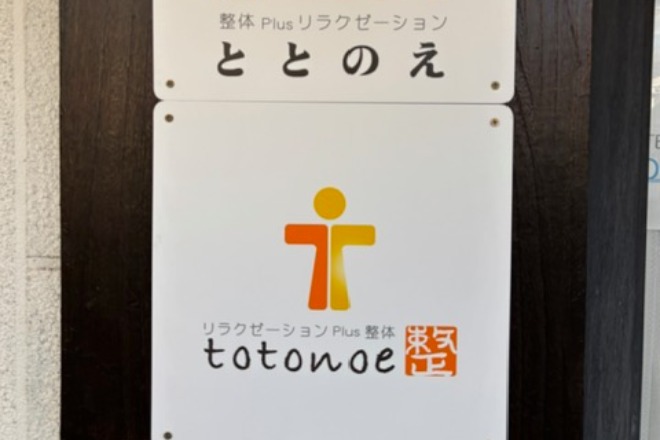 整体 Plus リラクゼーション
ととのえ
リラクゼーション Plus 整体
totonoe 整